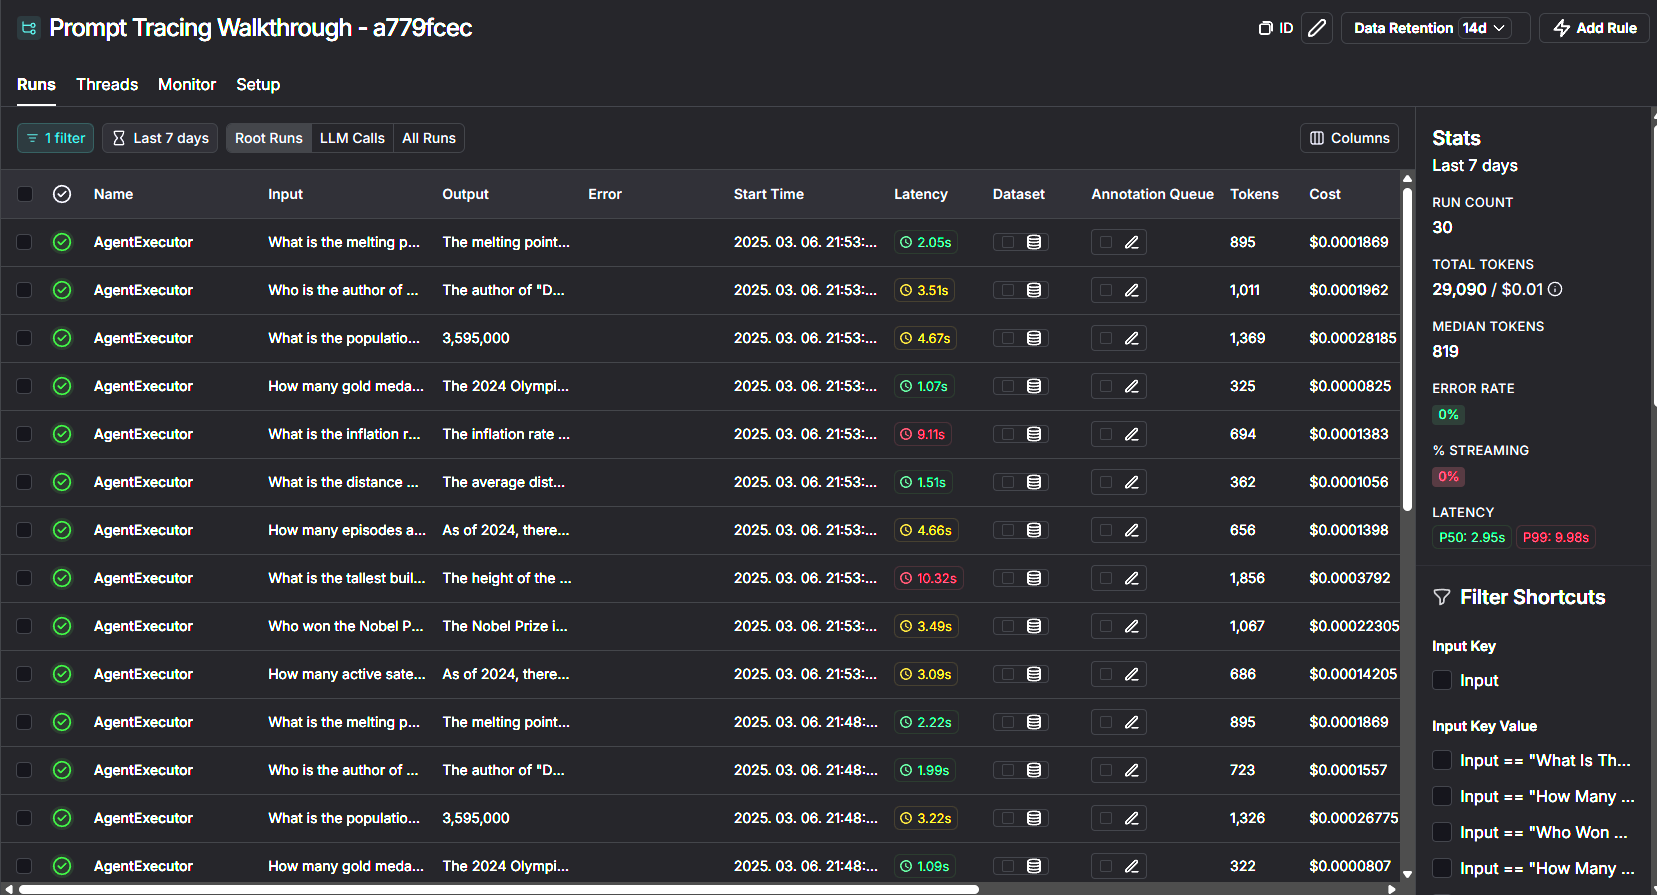 Prompt Tracing Walkthrough - a779fcec
ID
Data Retention 14d
Add Rule
Runs Threads Monitor Setup
1 filter Last 7 days Root Runs LLM Calls All Runs Columns
Name Input Output Error Start Time Latency Dataset Annotation Queue Tokens Cost
AgentExecutor What is the melting p... The melting point... 2025. 03. 06. 21:53:... 2.05s 895 $0.0001869
AgentExecutor Who is the author of ... The author of "D... 2025. 03. 06. 21:53:... 3.51s 1,011 $0.0001962
AgentExecutor What is the populatio... 3,595,000 2025. 03. 06. 21:53:... 4.67s 1,369 $0.00028185
AgentExecutor How many gold meda... The 2024 Olympi... 2025. 03. 06. 21:53:... 1.07s 325 $0.0000825
AgentExecutor What is the inflation r... The inflation rate ... 2025. 03. 06. 21:53:... 9.11s 694 $0.0001383
AgentExecutor What is the distance ... The average dist... 2025. 03. 06. 21:53:... 1.51s 362 $0.0001056
AgentExecutor How many episodes a... As of 2024, there... 2025. 03. 06. 21:53:... 4.66s 656 $0.0001398
AgentExecutor What is the tallest buil... The height of the ... 2025. 03. 06. 21:53:... 10.32s 1,856 $0.0003792
AgentExecutor Who won the Nobel P... The Nobel Prize i... 2025. 03. 06. 21:53:... 3.49s 1,067 $0.00022305
AgentExecutor How many active sate... As of 2024, there... 2025. 03. 06. 21:53:... 3.09s 686 $0.00014205
AgentExecutor What is the melting p... The melting point... 2025. 03. 06. 21:48:... 2.22s 895 $0.0001869
AgentExecutor Who is the author of ... The author of "D... 2025. 03. 06. 21:48:... 1.99s 723 $0.0001557
AgentExecutor What is the populatio... 3,595,000 2025. 03. 06. 21:48:... 3.22s 1,326 $0.00026775
AgentExecutor How many gold meda... The 2024 Olympi... 2025. 03. 06. 21:48:... 1.09s 322 $0.0000807
Stats
Last 7 days
RUN COUNT
30
TOTAL TOKENS
29,090 / $0.01
MEDIAN TOKENS
819
ERROR RATE
0%
% STREAMING
0%
LATENCY
P50: 2.95s P99: 9.98s
Filter Shortcuts
Input Key
Input
Input Key Value
Input == "What Is Th...
Input == "How Many ...
Input == "Who Won ...
Input == "How Many ...